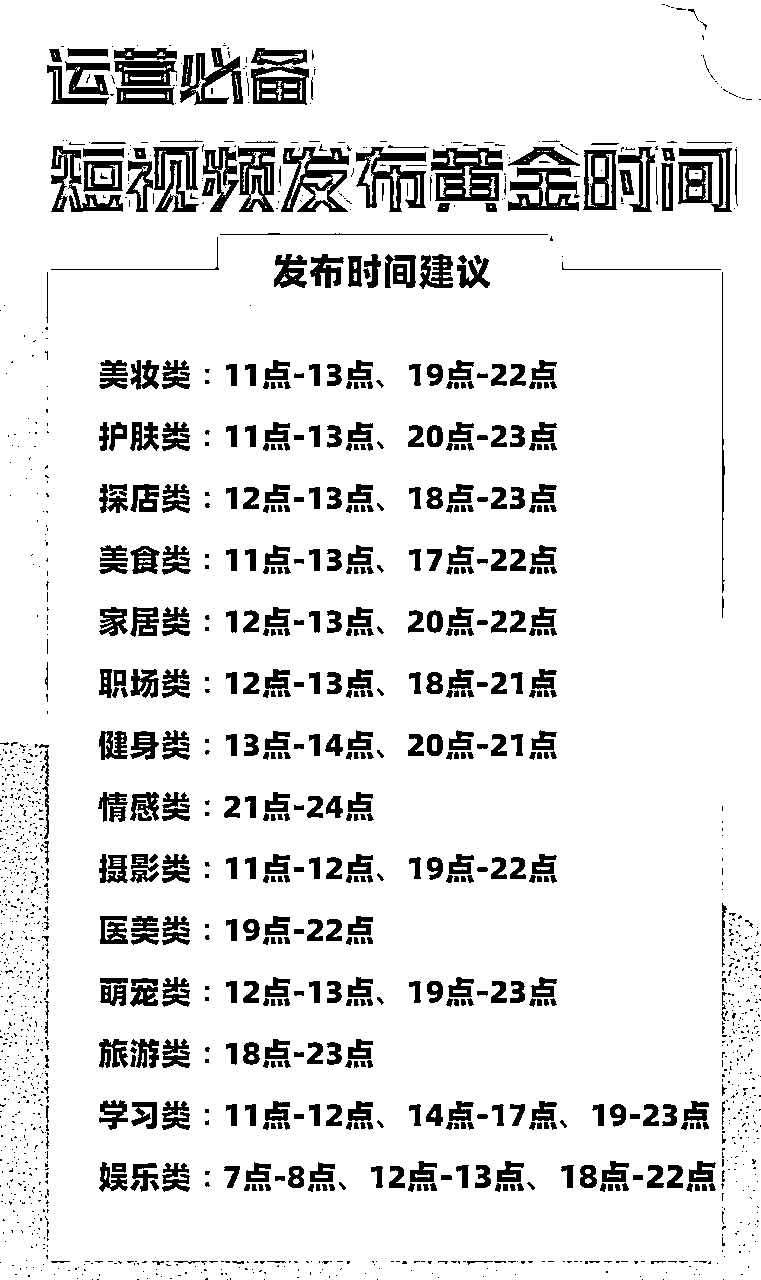 运营必备
短视频发布黄金时间
发布时间建议
美妆类：11点-13点、19点-22点
护肤类：11点-13点、20点-23点
探店类：12点-13点、18点-23点
美食类：11点-13点、17点-22点
家居类：12点-13点、20点-22点
职场类：12点-13点、18点-21点
健身类：13点-14点、20点-21点
情感类：21点-24点
摄影类：11点-12点、19点-22点
医美类：19点-22点
萌宠类：12点-13点、19点-23点
旅游类：18点-23点
学习类：11点-12点、14点-17点、19-23点
娱乐类：7点-8点、12点-13点、18点-22点